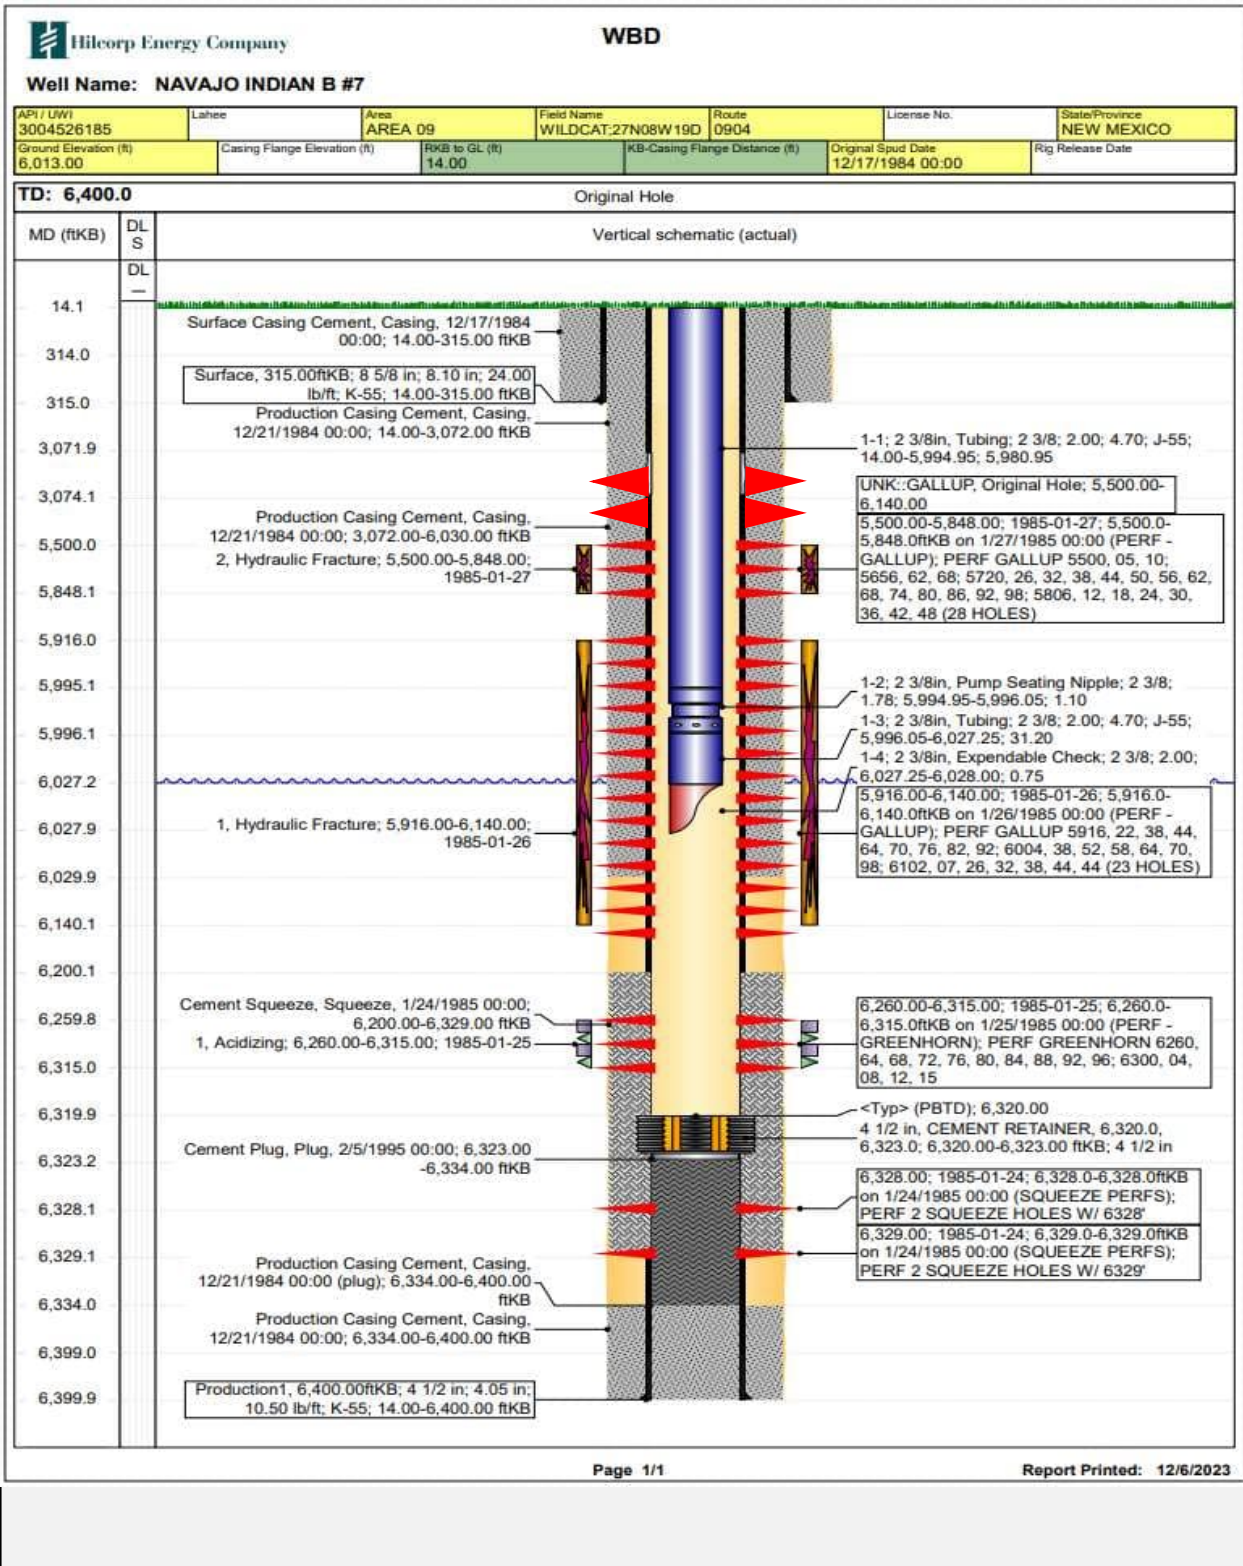 Hilcorp Energy Company
WBD
Well Name: NAVAJO INDIAN B #7
API / UWI
3004526185
Lahee
Area
AREA 09
Field Name
WILDCAT;27N08W19D
Route
0904
License No.
State/Province
NEW MEXICO
Ground Elevation (ft)
6,013.00
Casing Flange Elevation (ft)
RKB to GL (ft)
14.00
KB-Casing Flange Distance (ft)
Original Spud Date
12/17/1984 00:00
Rig Release Date
TD: 6,400.0
Original Hole
MD (ftKB)
DL
S
Vertical schematic (actual)
DL
—
14.1
314.0
315.0
3,071.9
3,074.1
5,500.0
5,848.1
5,916.0
5,995.1
5,996.1
6,027.2
6,027.9
6,029.9
6,140.1
6,200.1
6,259.8
6,315.0
6,319.9
6,323.2
6,328.1
6,329.1
6,334.0
6,399.0
6,399.9
Surface Casing Cement, Casing, 12/17/1984
00:00; 14.00-315.00 ftKB
Surface, 315.00ftKB; 8 5/8 in; 8.10 in; 24.00
lb/ft; K-55; 14.00-315.00 ftKB
Production Casing Cement, Casing,
12/21/1984 00:00; 14.00-3,072.00 ftKB
Production Casing Cement, Casing,
12/21/1984 00:00; 3,072.00-6,030.00 ftKB
2, Hydraulic Fracture; 5,500.00-5,848.00;
1985-01-27
1, Hydraulic Fracture; 5,916.00-6,140.00;
1985-01-26
Cement Squeeze, Squeeze, 1/24/1985 00:00;
6,200.00-6,329.00 ftKB
1, Acidizing; 6,260.00-6,315.00; 1985-01-25
Cement Plug, Plug, 2/5/1995 00:00; 6,323.00
-6,334.00 ftKB
Production Casing Cement, Casing,
12/21/1984 00:00 (plug); 6,334.00-6,400.00
ftKB
Production Casing Cement, Casing,
12/21/1984 00:00; 6,334.00-6,400.00 ftKB
Production1, 6,400.00ftKB; 4 1/2 in; 4.05 in;
10.50 lb/ft; K-55; 14.00-6,400.00 ftKB
1-1; 2 3/8in, Tubing; 2 3/8; 2.00; 4.70; J-55;
14.00-5,994.95; 5,980.95
UNK::GALLUP, Original Hole; 5,500.00-
6,140.00
5,500.00-5,848.00; 1985-01-27; 5,500.0-
5,848.0ftKB on 1/27/1985 00:00 (PERF -
GALLUP); PERF GALLUP 5500, 05, 10;
5656, 62, 68; 5720, 26, 32, 38, 44, 50, 56, 62,
68, 74, 80, 86, 92, 98; 5806, 12, 18, 24, 30,
36, 42, 48 (28 HOLES)
1-2; 2 3/8in, Pump Seating Nipple; 2 3/8;
1.78; 5,994.95-5,996.05; 1.10
1-3; 2 3/8in, Tubing; 2 3/8; 2.00; 4.70; J-55;
5,996.05-6,027.25; 31.20
1-4; 2 3/8in, Expendable Check; 2 3/8; 2.00;
6,027.25-6,028.00; 0.75
5,916.00-6,140.00; 1985-01-26; 5,916.0-
6,140.0ftKB on 1/26/1985 00:00 (PERF -
GALLUP); PERF GALLUP 5916, 22, 38, 44,
64, 70, 76, 82, 92; 6004, 38, 52, 58, 64, 70,
98; 6102, 07, 26, 32, 38, 44, 44 (23 HOLES)
6,260.00-6,315.00; 1985-01-25; 6,260.0-
6,315.0ftKB on 1/25/1985 00:00 (PERF -
GREENHORN); PERF GREENHORN 6260,
64, 68, 72, 76, 80, 84, 88, 92, 96; 6300, 04,
08, 12, 15
<Typ> (PBTD); 6,320.00
4 1/2 in, CEMENT RETAINER, 6,320.0,
6,323.0; 6,320.00-6,323.00 ftKB; 4 1/2 in
6,328.00; 1985-01-24; 6,328.0-6,328.0ftKB
on 1/24/1985 00:00 (SQUEEZE PERFS);
PERF 2 SQUEEZE HOLES W/ 6328'
6,329.00; 1985-01-24; 6,329.0-6,329.0ftKB
on 1/24/1985 00:00 (SQUEEZE PERFS);
PERF 2 SQUEEZE HOLES W/ 6329'
Page 1/1
Report Printed: 12/6/2023